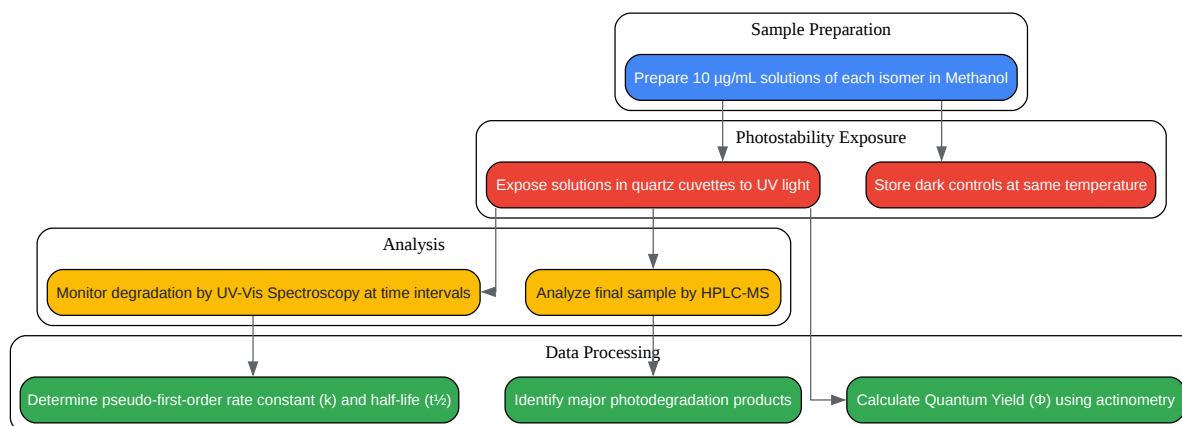 Sample Preparation
Prepare 10 µg/mL solutions of each isomer in Methanol
Photostability Exposure
Expose solutions in quartz cuvettes to UV light
Store dark controls at same temperature
Analysis
Monitor degradation by UV-Vis Spectroscopy at time intervals
Analyze final sample by HPLC-MS
Data Processing
Determine pseudo-first-order rate constant (k) and half-life (t½)
Identify major photodegradation products
Calculate Quantum Yield (Φ) using actinometry